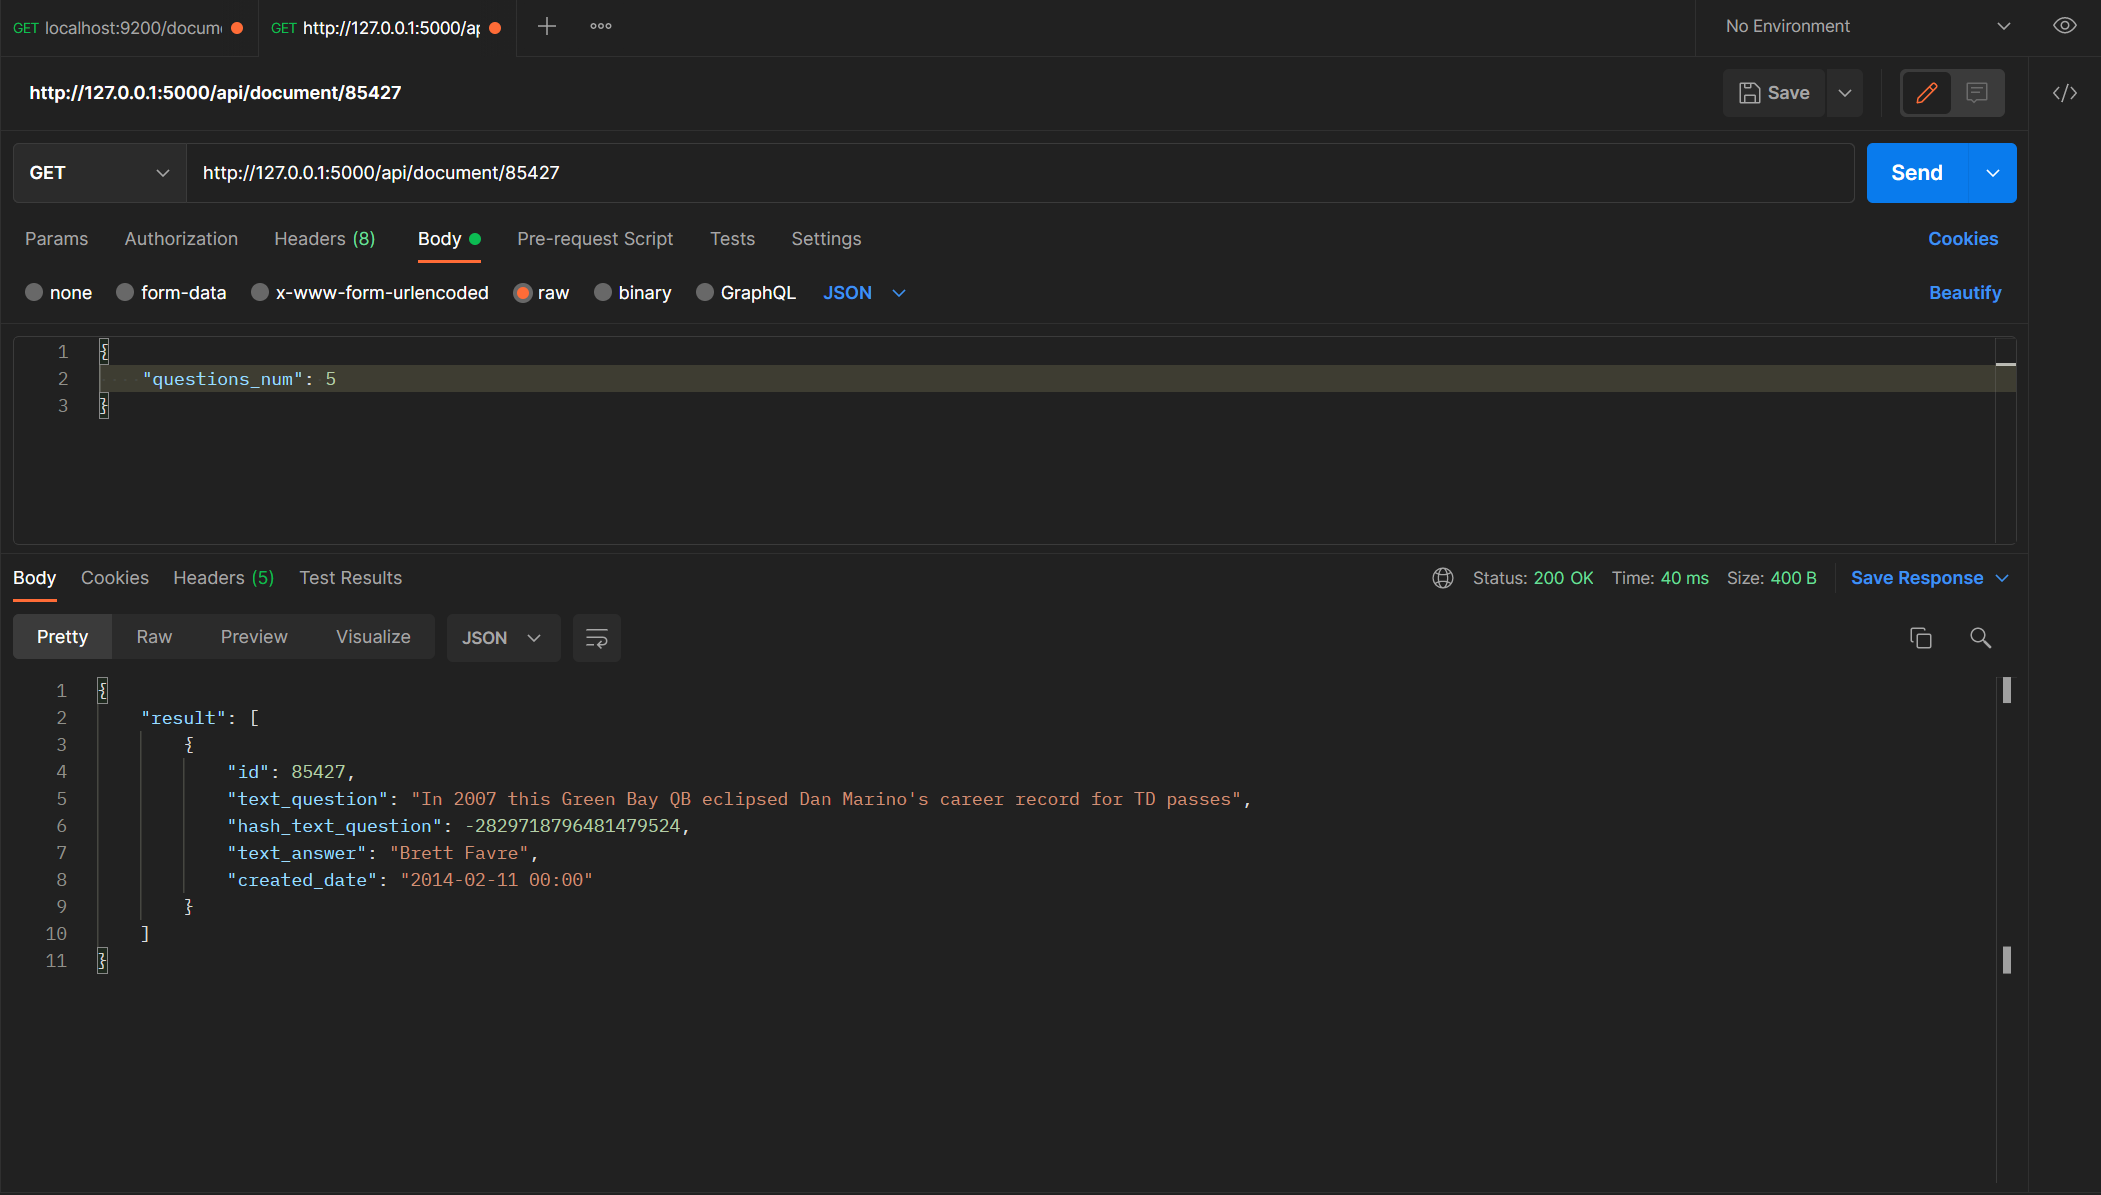 GET localhost:9200/docum
GET http://127.0.0.1:5000/ap
No Environment
http://127.0.0.1:5000/api/document/85427
Save
GET
http://127.0.0.1:5000/api/document/85427
Send
Params Authorization Headers (8) Body Pre-request Script Tests Settings Cookies
none form-data x-www-form-urlencoded raw binary GraphQL JSON Beautify
1 {
2 "questions_num": 5
3 }
Body Cookies Headers (5) Test Results Status: 200 OK Time: 40 ms Size: 400 B Save Response
Pretty Raw Preview Visualize JSON
1 {
2 "result": [
3 {
4 "id": 85427,
5 "text_question": "In 2007 this Green Bay QB eclipsed Dan Marino's career record for TD passes",
6 "hash_text_question": -2829718796481479524,
7 "text_answer": "Brett Favre",
8 "created_date": "2014-02-11 00:00"
9 }
10 ]
11 }